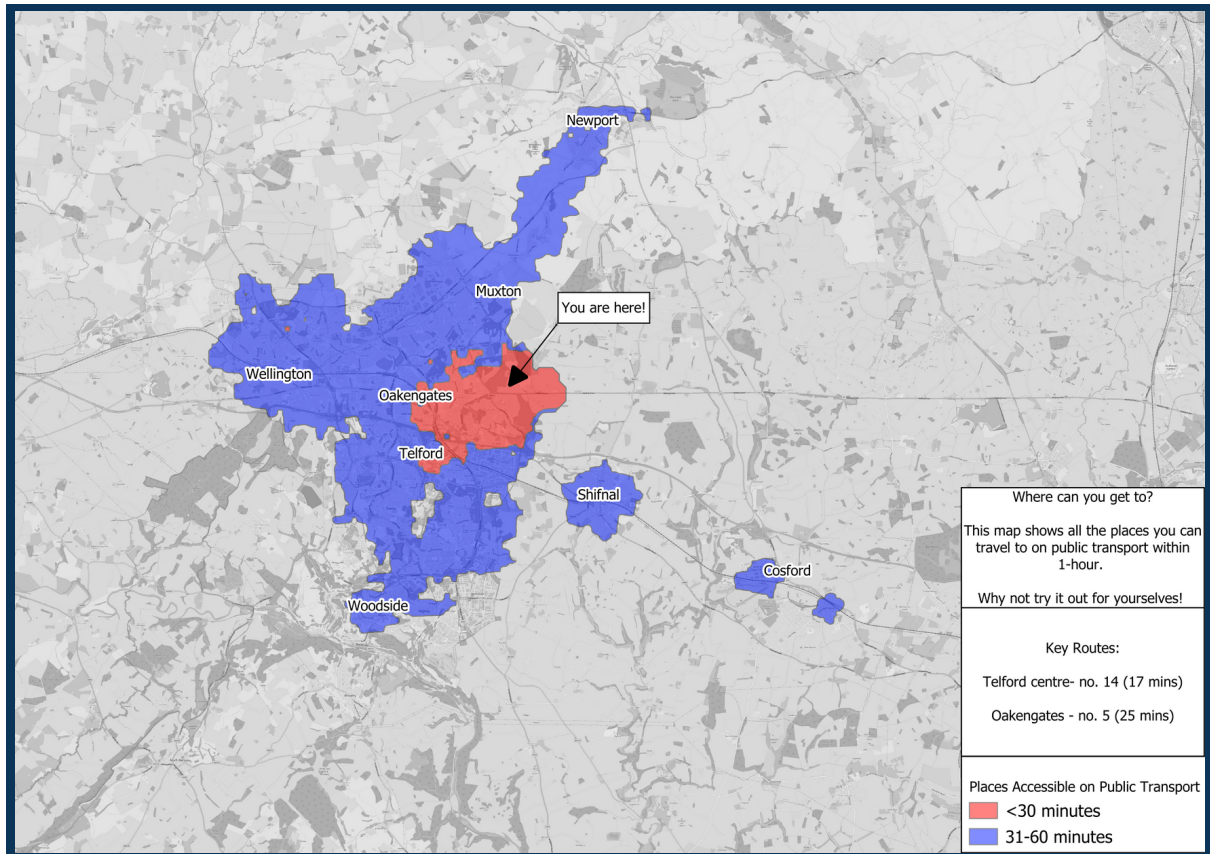 Newport
Muxton
You are here!
Wellington
Oakengates
Telford
Shifnal
Cosford
Woodside
Where can you get to?
This map shows all the places you can
travel to on public transport within
1-hour.
Why not try it out for yourselves!
Key Routes:
Telford centre- no. 14 (17 mins)
Oakengates - no. 5 (25 mins)
Places Accessible on Public Transport
<30 minutes
31-60 minutes